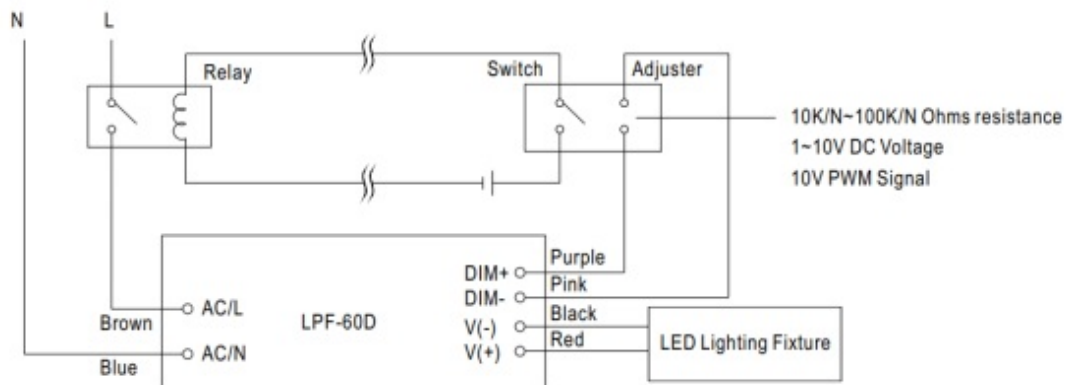 N L
Relay
Switch
Adjuster
10K/N~100K/N Ohms resistance
1~10V DC Voltage
10V PWM Signal
Purple
DIM+
Pink
DIM-
Black
V(-)
Red
V(+)
Brown
AC/L
Blue
AC/N
LPF-60D
LED Lighting Fixture